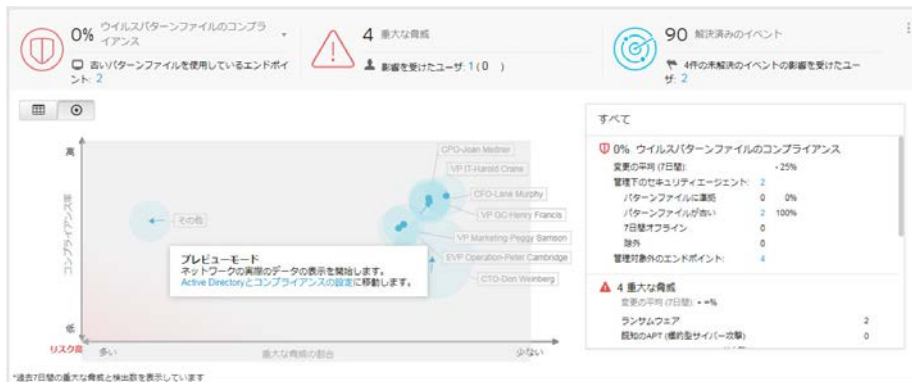 0% ウイルスパターンファイルのコンプラ
イアンス
古いパターンファイルを使用しているエンドポイ
ント: 2
4 重大な脅威
影響を受けたユーザ: 1 ( 0 )
90 解決済みのイベント
4件の未解決のイベントの影響を受けたユー
ザ: 2
高
コンプライアンス率
低
リスク高
多い
重大な脅威の割合
少ない
CPO-Joan Meitner
VP IT-Harold Crane
CFO-Lana Murphy
VP GC-Henry Francis
VP Marketing-Peggy Samson
EVP Operation-Peter Cambridge
CTO-Don Weinberg
その他
プレビューモード
ネットワークの実際のデータの表示を開始します。
Active Directoryとコンプライアンスの設定に移動します。
*過去7日間の重大な脅威と検出数を表示しています
すべて
0% ウイルスパターンファイルのコンプライアンス
変更の平均 (7日間): - 25%
管理下のセキュリティエージェント: 2
パターンファイルに準拠 0 0%
パターンファイルが古い 2 100%
7日間オフライン 0
除外 0
管理対象外のエンドポイント: 4
4 重大な脅威
変更の平均 (7日間): - =%
ランサムウェア 2
既知のAPT (標的型サイバー攻撃) 0